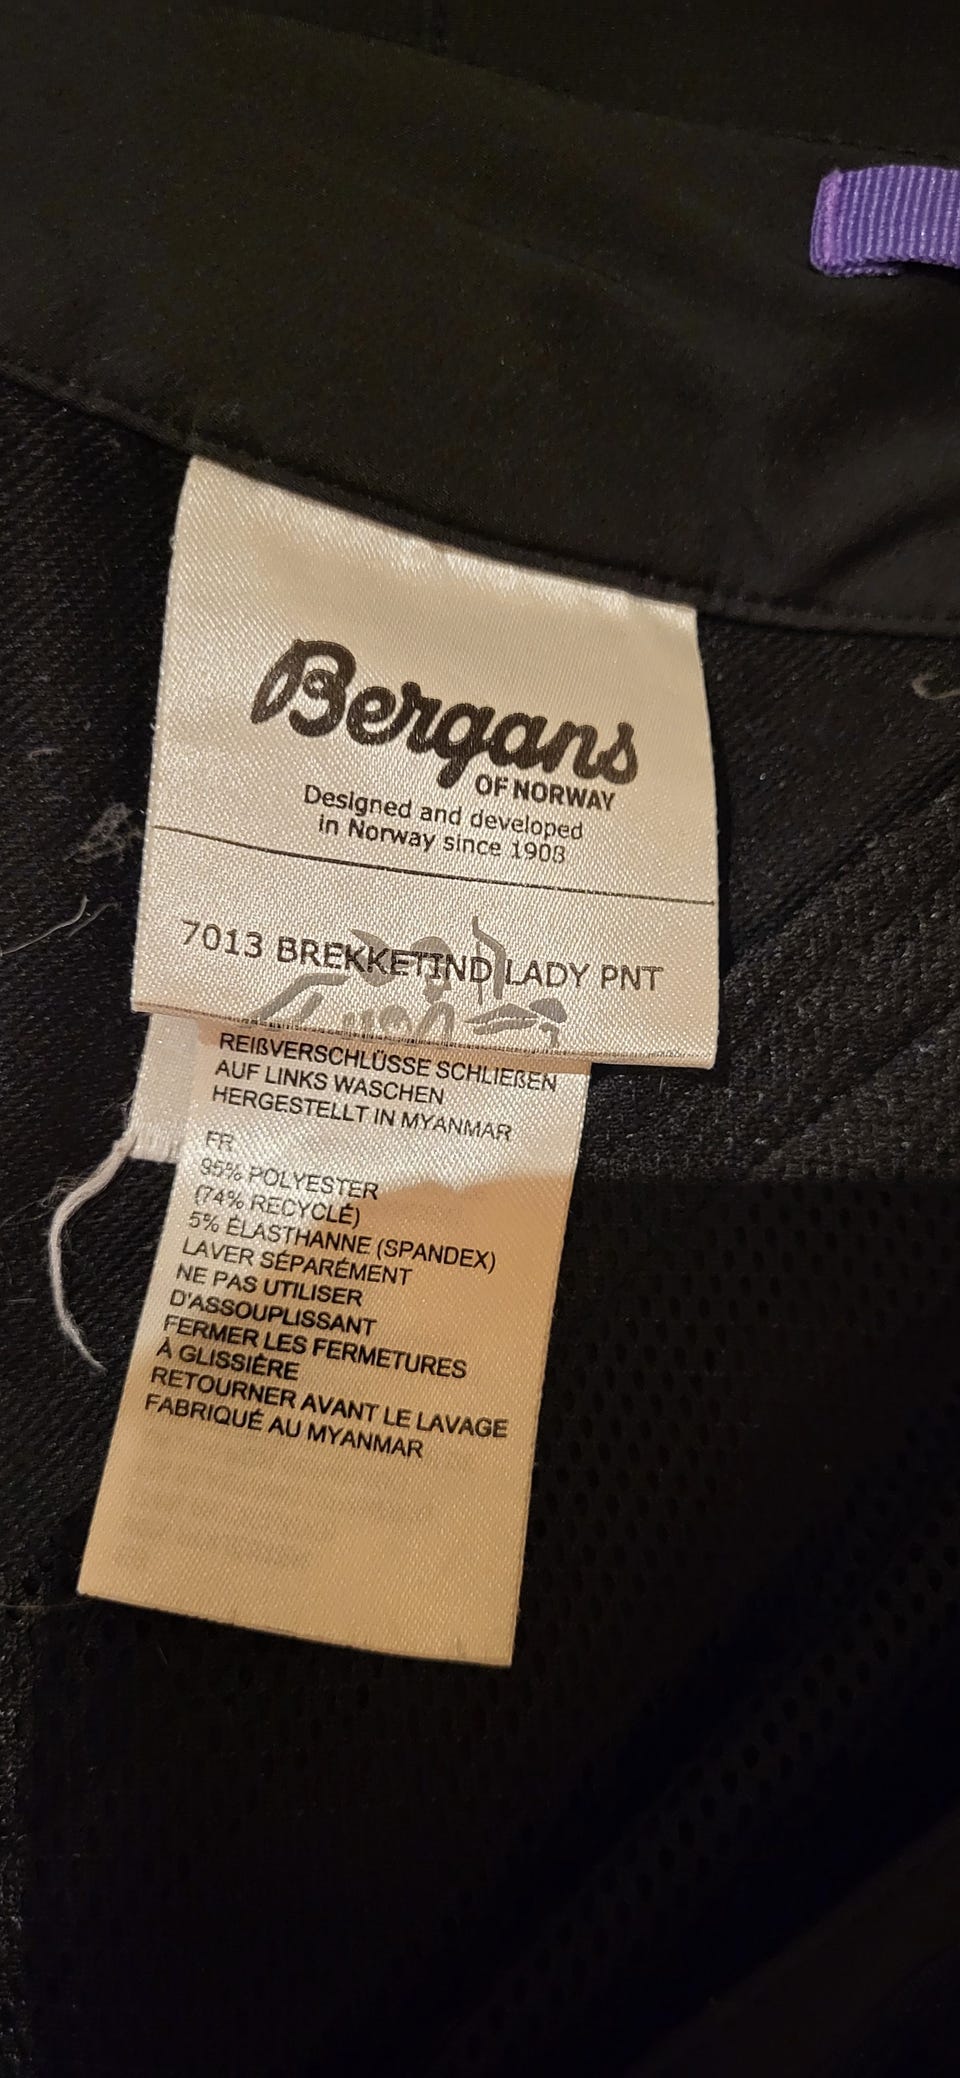 Bergans
OF NORWAY
Designed and developed
in Norway since 1908
7013 BREKKETIND LADY PNT
REIßVERSCHLÜSSE SCHLIEßEN
AUF LINKS WASCHEN
HERGESTELLT IN MYANMAR
FR
95% POLYESTER
(74% RECYCLÉ)
5% ÉLASTHANNE (SPANDEX)
LAVER SÉPARÉMENT
NE PAS UTILISER
D'ASSOUPLISSANT
FERMER LES FERMETURES
À GLISSIÈRE
RETOURNER AVANT LE LAVAGE
FABRIQUÉ AU MYANMAR